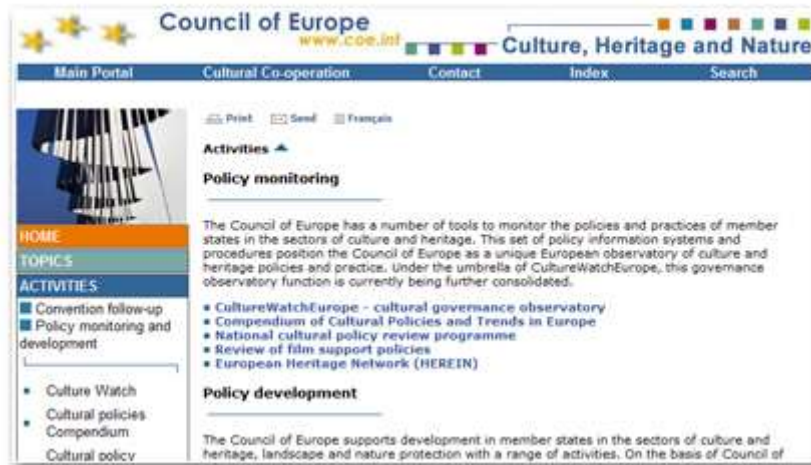 Council of Europe
www.coe.int
Culture, Heritage and Nature
Main Portal Cultural Co-operation Contact Index Search
Print Send Français
Activities
Policy monitoring
The Council of Europe has a number of tools to monitor the policies and practices of member
states in the sectors of culture and heritage. This set of policy information systems and
procedures position the Council of Europe as a unique European observatory of culture and
heritage policies and practice. Under the umbrella of CultureWatchEurope, this governance
observatory function is currently being further consolidated.
• CultureWatchEurope - cultural governance observatory
• Compendium of Cultural Policies and Trends in Europe
• National cultural policy review programme
• Review of film support policies
• European Heritage Network (HEREIN)
Policy development
The Council of Europe supports development in member states in the sectors of culture and
heritage, landscape and nature protection with a range of activities. On the basis of Council of
HOME
TOPICS
ACTIVITIES
Convention follow-up
Policy monitoring and
development
• Culture Watch
• Cultural policies
Compendium
Cultural policy